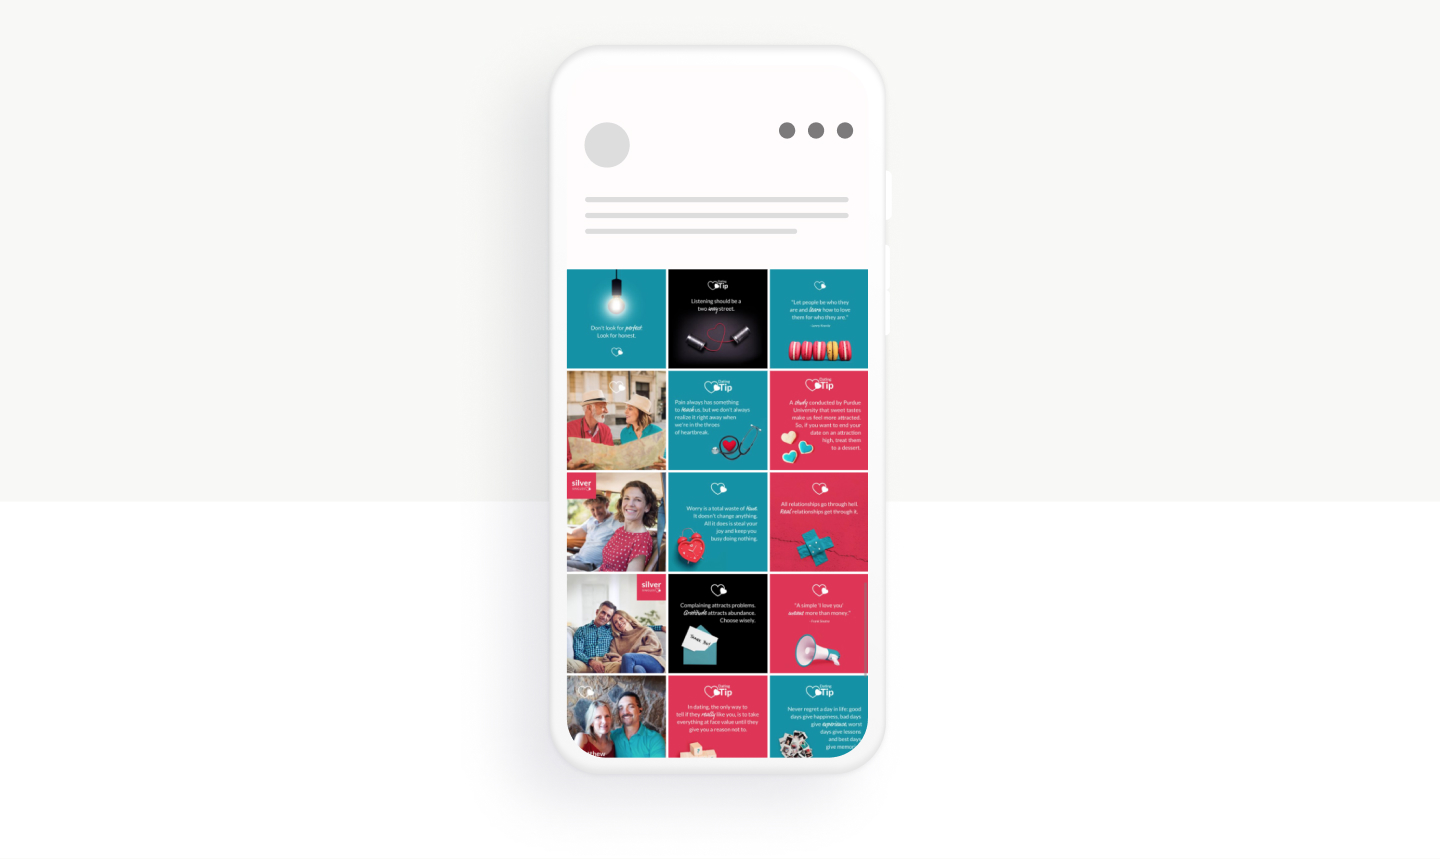 Don't look for perfect
Look for honest.
Dating
Tip
Listening should be a
two way street.
"Let people be who they
are and learn how to love
them for who they are."
Dating
Tip
Pain always has something
to teach us, but we don't always
realize it right away when
we're in the throes
of heartbreak.
Dating
Tip
A study conducted by Purdue
University that sweet tastes
make us feel more attracted.
So, if you want to end your
date on an attraction
high, treat them
to a dessert.
silver
Worry is a total waste of
It doesn't change anything.
All it does is steal your
joy and keep you
busy doing nothing.
All relationships go through hell.
Real relationships get through it.
silver
Complaining attracts problems.
Gratitude attracts abundance.
Choose wisely.
"A simple 'I love you'
means more than money."
Frank Sinatra
thew
Dating
Tip
In dating, the only way to
tell if they really like you, is to take
everything at face value until they
give you a reason not to.
Dating
Tip
Never regret a day in life: good
days give happiness, bad days
give experience, worst
days give lessons
and best days
give memor